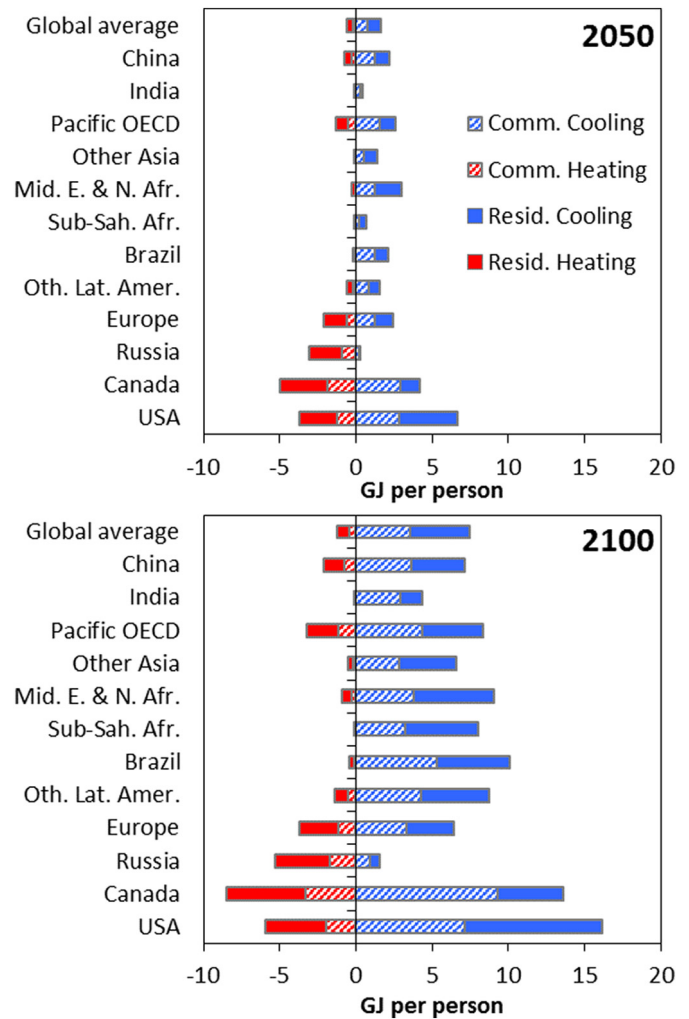 Global average
2050
China
India
Pacific OECD
Comm. Cooling
Other Asia
Comm. Heating
Mid. E. & N. Afr.
Sub-Sah. Afr.
Resid. Cooling
Brazil
Resid. Heating
Oth. Lat. Amer.
Europe
Russia
Canada
USA
-10 -5 0 5 10 15 20
GJ per person
Global average
2100
China
India
Pacific OECD
Other Asia
Mid. E. & N. Afr.
Sub-Sah. Afr.
Brazil
Oth. Lat. Amer.
Europe
Russia
Canada
USA
-10 -5 0 5 10 15 20
GJ per person